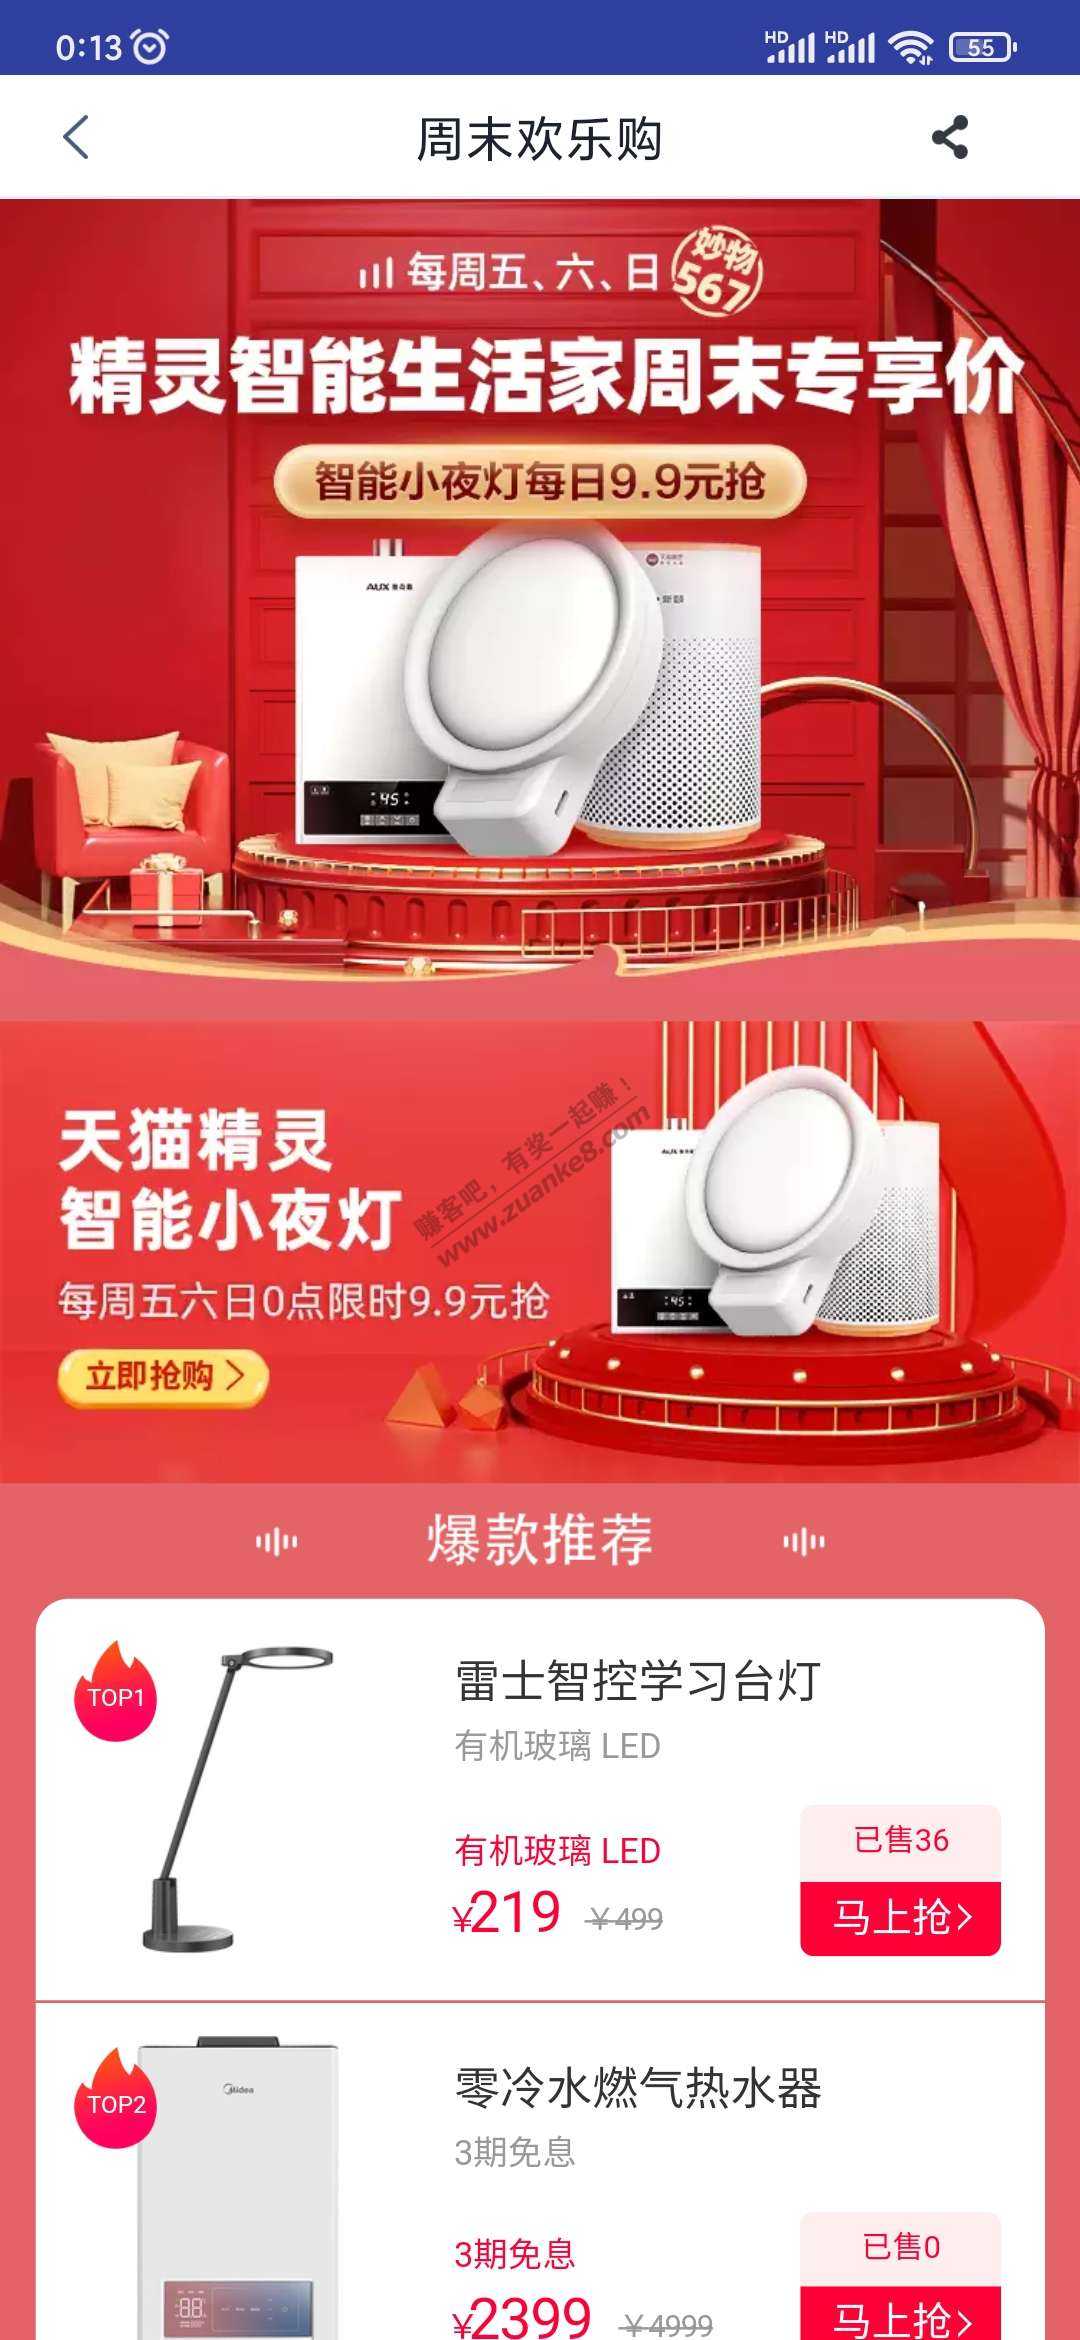 0:13
HD
HD
55
周末欢乐购
每周五、六、日
妙物
567
精灵智能生活家周末专享价
智能小夜灯每日9.9元抢
AUX
45
天猫精灵
智能小夜灯
每周五六日0点限时9.9元抢
立即抢购
AUX
45
赚客吧，有奖一起赚！
www.zuanke8.com
爆款推荐
TOP1
雷士智控学习台灯
有机玻璃 LED
有机玻璃 LED
已售36
¥219 ¥499
马上抢
TOP2
Midea
零冷水燃气热水器
3期免息
3期免息
已售0
88
¥2399 ¥4999
马上抢